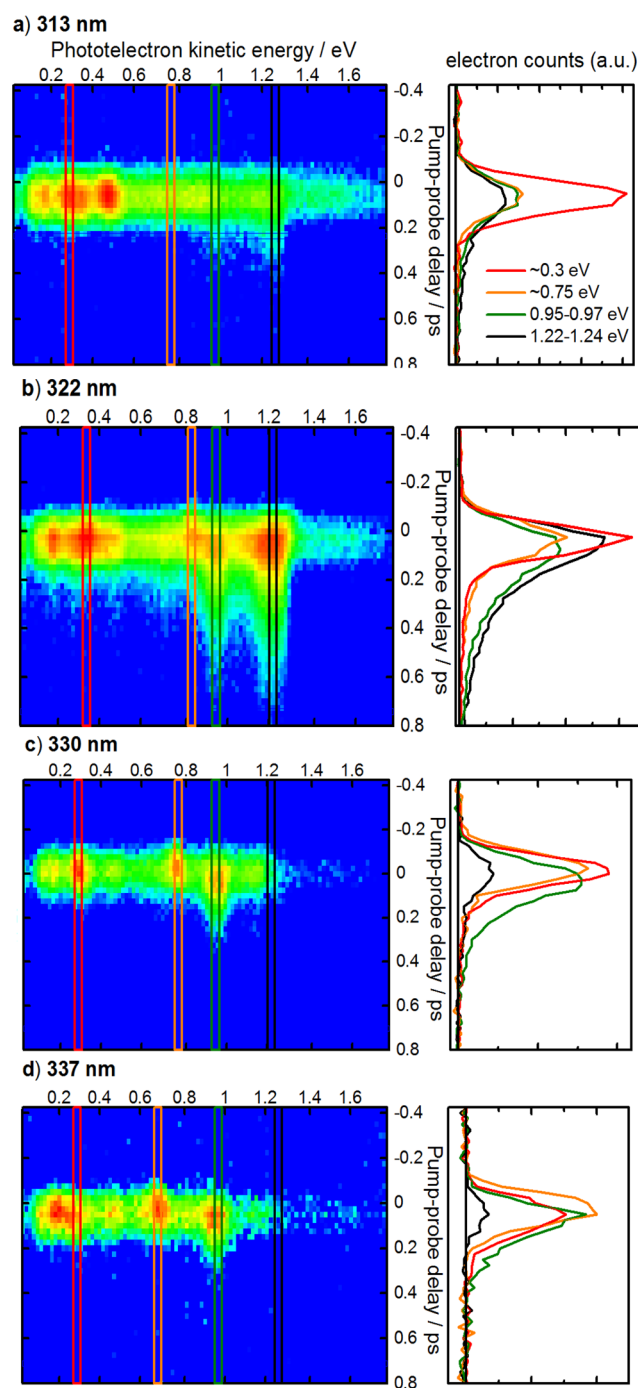 a) 313 nm
Phototelectron kinetic energy / eV
electron counts (a.u.)
0.2 0.4 0.6 0.8 1 1.2 1.4 1.6
-0.4
-0.2
0
0.2
0.4
0.6
0.8
Pump-probe delay / ps
~0.3 eV
~0.75 eV
0.95-0.97 eV
1.22-1.24 eV
b) 322 nm
0.2 0.4 0.6 0.8 1 1.2 1.4 1.6
-0.4
-0.2
0
0.2
0.4
0.6
0.8
Pump-probe delay / ps
c) 330 nm
0.2 0.4 0.6 0.8 1 1.2 1.4 1.6
-0.4
-0.2
0
0.2
0.4
0.6
0.8
Pump-probe delay / ps
d) 337 nm
0.2 0.4 0.6 0.8 1 1.2 1.4 1.6
-0.4
-0.2
0
0.2
0.4
0.6
0.8
Pump-probe delay / ps